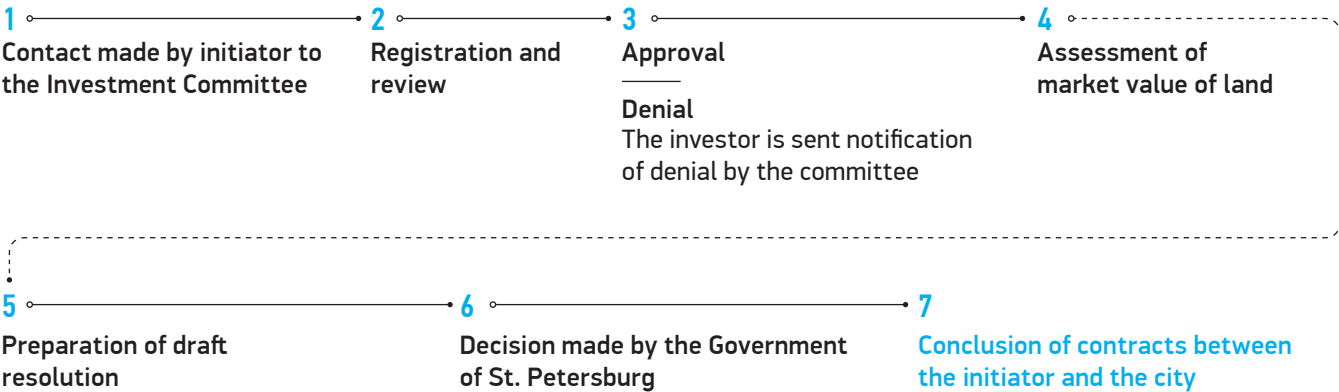 1
Contact made by initiator to
the Investment Committee
2
Registration and
review
3
Approval
Denial
The investor is sent notification
of denial by the committee
4
Assessment of
market value of land
5
Preparation of draft
resolution
6
Decision made by the Government
of St. Petersburg
7
Conclusion of contracts between
the initiator and the city